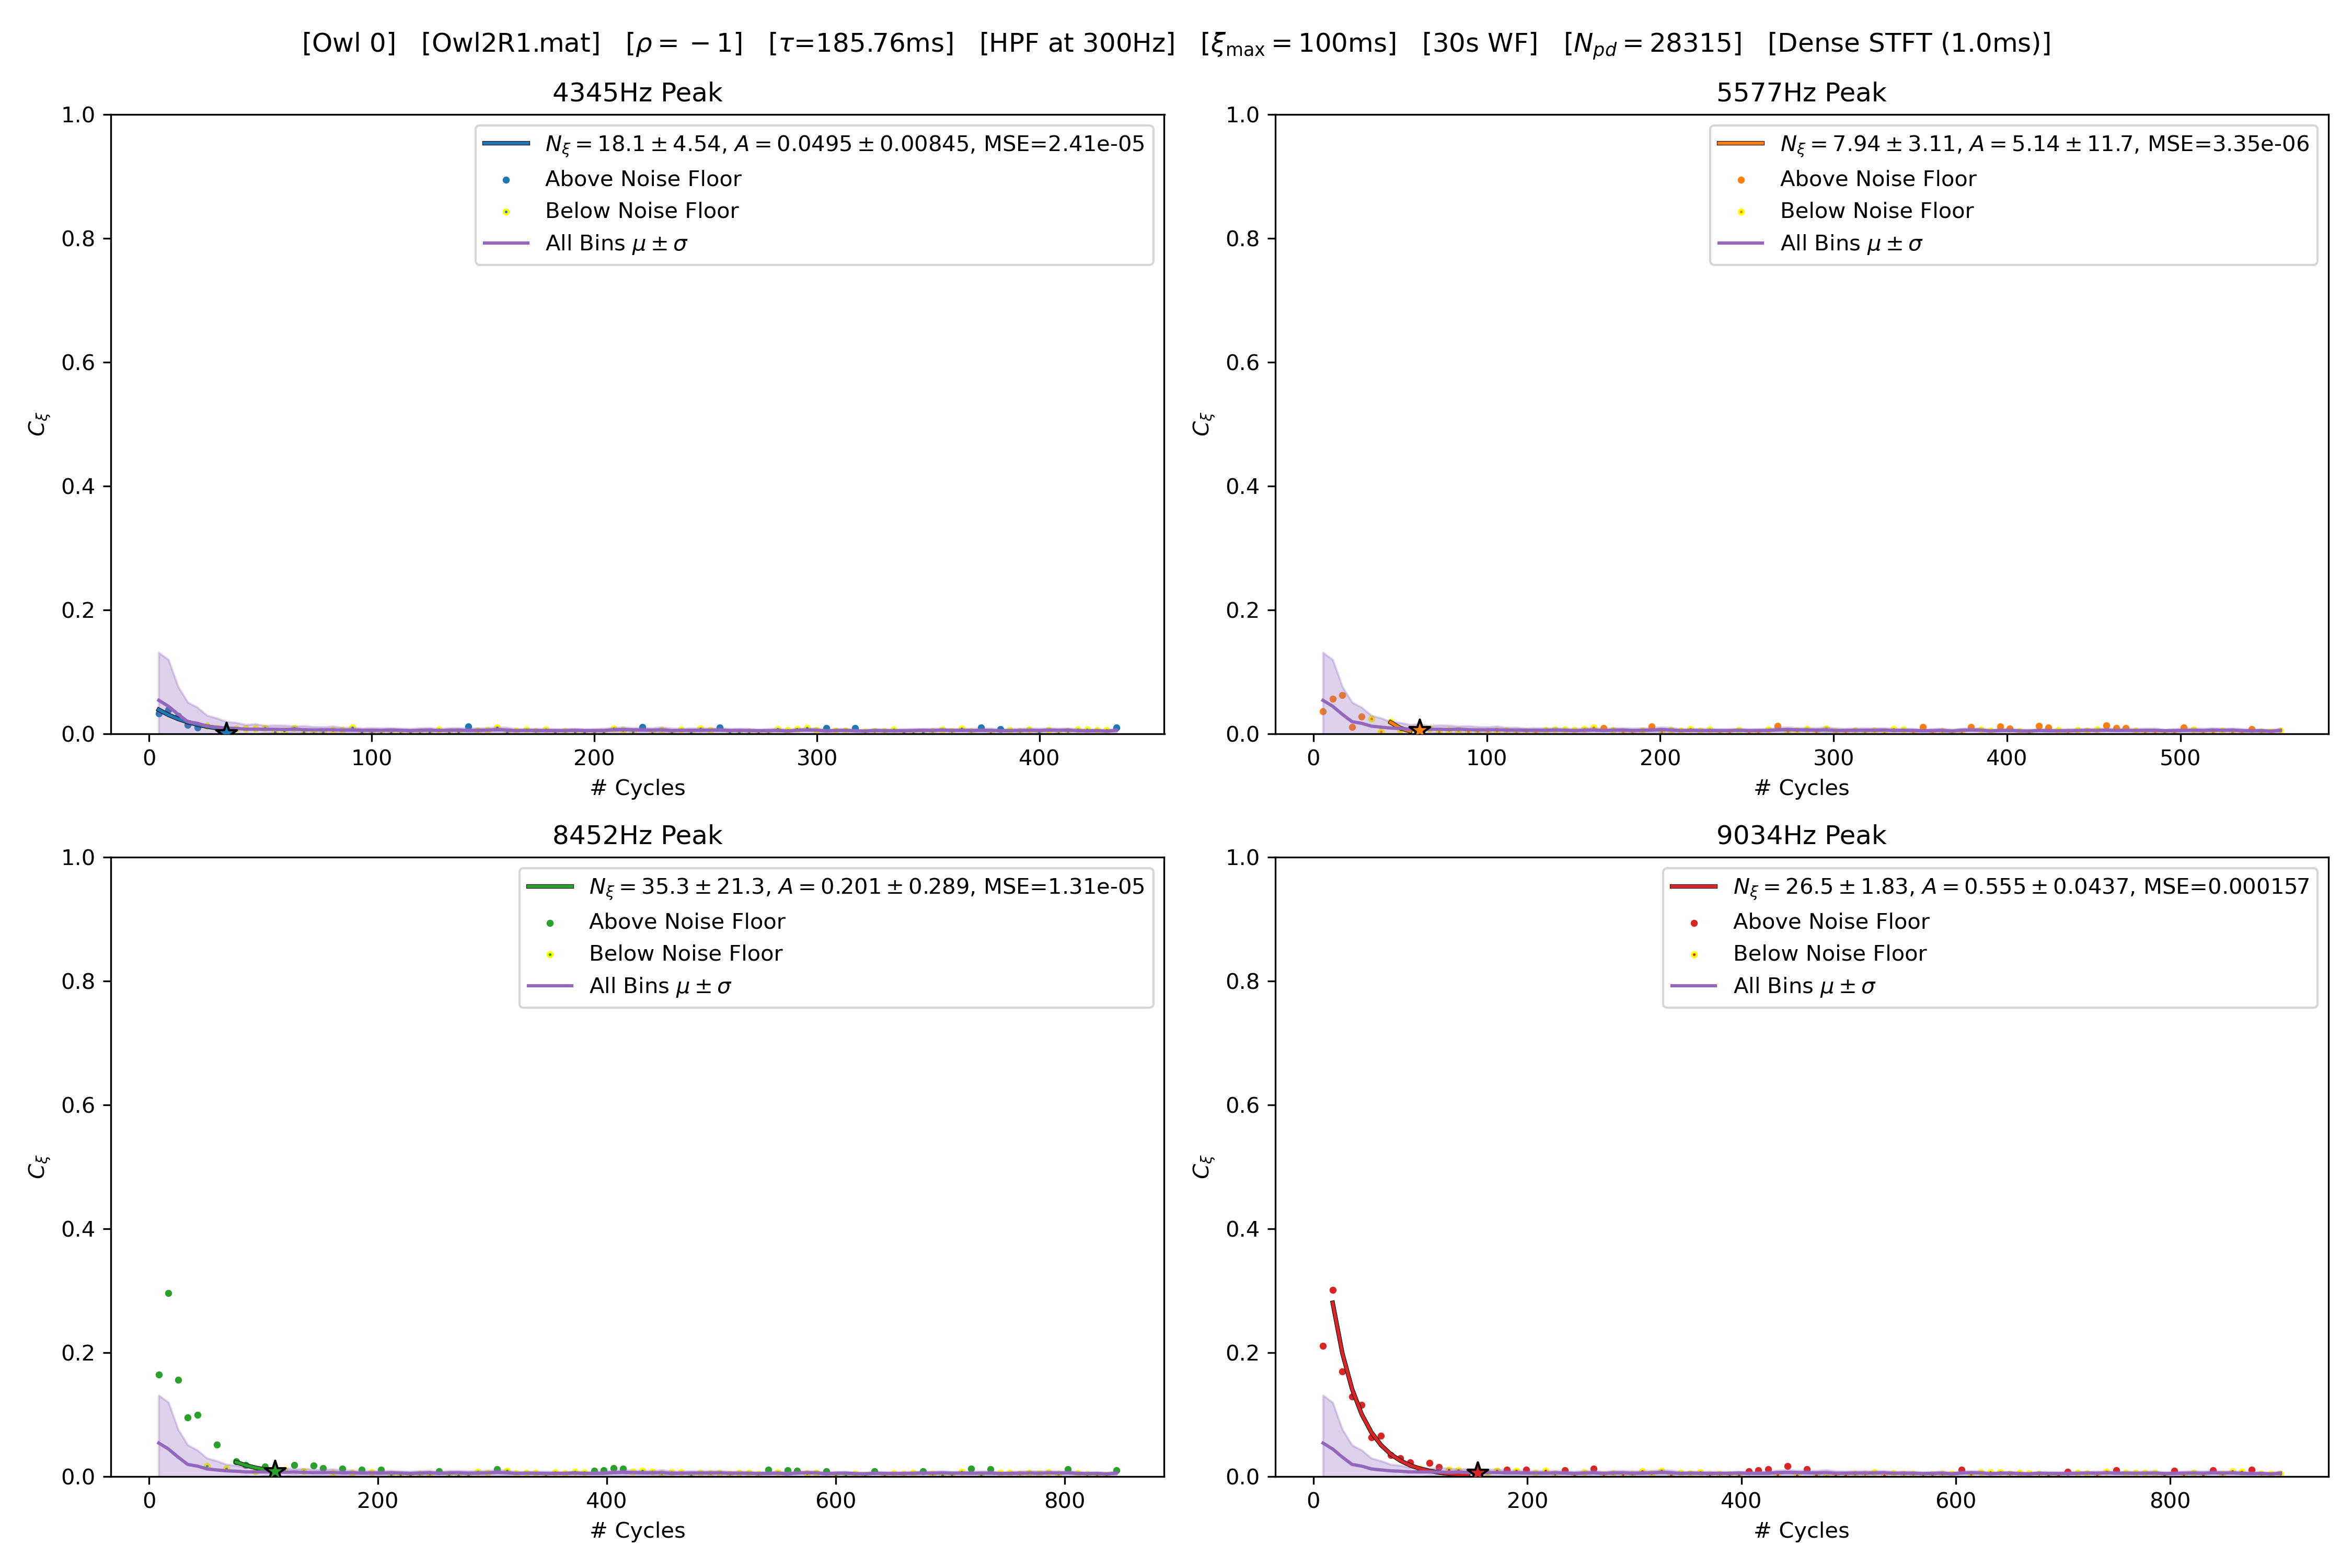 [Owl 0] [Owl2R1.mat] [ρ = −1] [τ=185.76ms] [HPF at 300Hz] [ξmax = 100ms] [30s WF] [Npd = 28315] [Dense STFT (1.0ms)]
4345Hz Peak
Nξ = 18.1 ± 4.54, A = 0.0495 ± 0.00845, MSE=2.41e-05
Above Noise Floor
Below Noise Floor
All Bins μ ± σ
1.0
0.8
0.6
0.4
0.2
0.0
Cξ
0 100 200 300 400
# Cycles
5577Hz Peak
Nξ = 7.94 ± 3.11, A = 5.14 ± 11.7, MSE=3.35e-06
Above Noise Floor
Below Noise Floor
All Bins μ ± σ
1.0
0.8
0.6
0.4
0.2
0.0
Cξ
0 100 200 300 400 500
# Cycles
8452Hz Peak
Nξ = 35.3 ± 21.3, A = 0.201 ± 0.289, MSE=1.31e-05
Above Noise Floor
Below Noise Floor
All Bins μ ± σ
1.0
0.8
0.6
0.4
0.2
0.0
Cξ
0 200 400 600 800
# Cycles
9034Hz Peak
Nξ = 26.5 ± 1.83, A = 0.555 ± 0.0437, MSE=0.000157
Above Noise Floor
Below Noise Floor
All Bins μ ± σ
1.0
0.8
0.6
0.4
0.2
0.0
Cξ
0 200 400 600 800
# Cycles